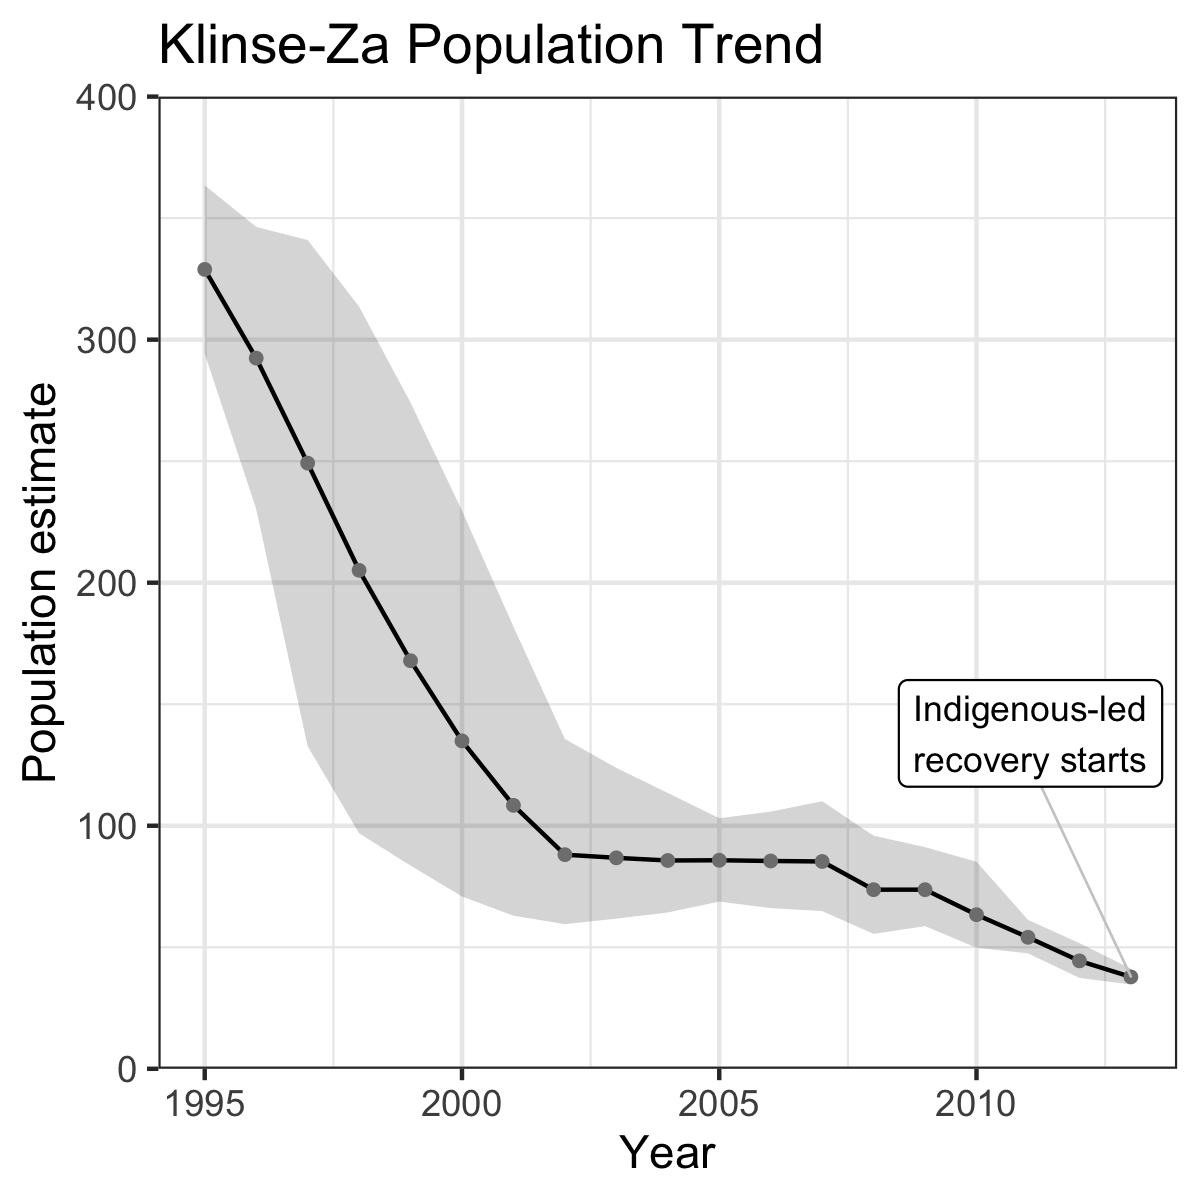 Klinse-Za Population Trend
400
300
200
100
0
Population estimate
Indigenous-led
recovery starts
1995 2000 2005 2010
Year